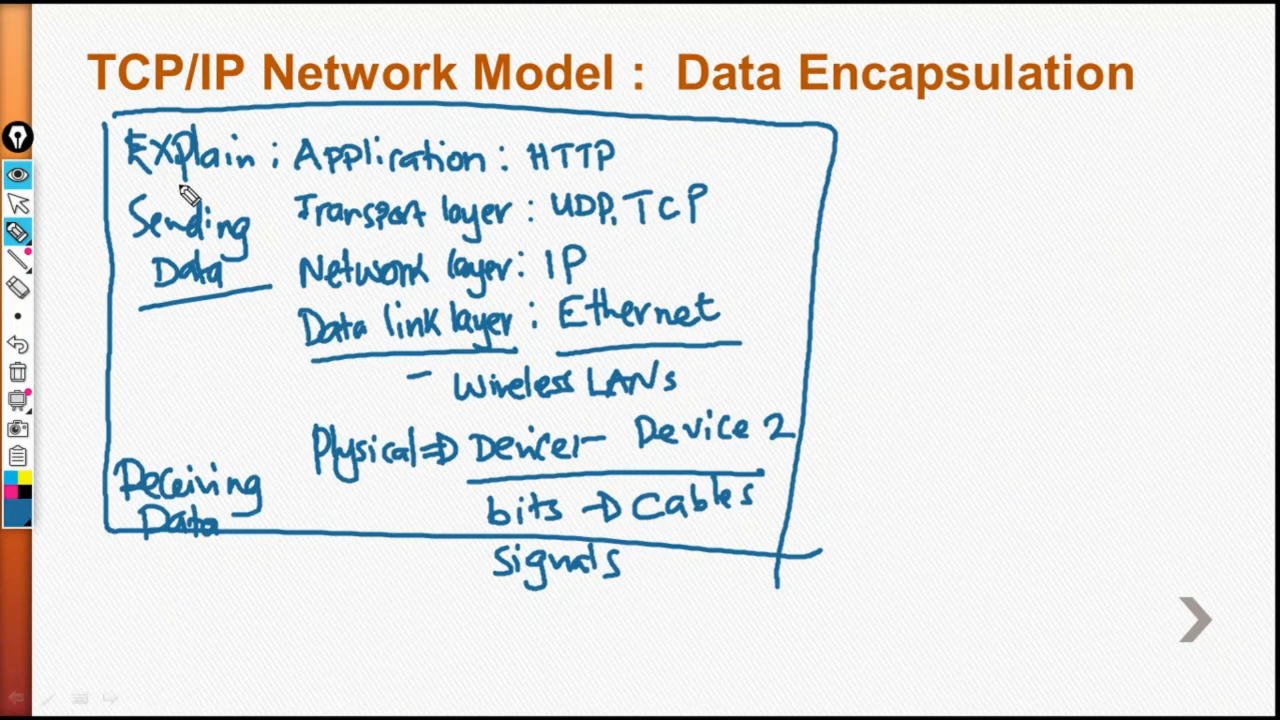 TCP/IP Network Model : Data Encapsulation
Explain : Application : HTTP
Sending Transport layer : UDP, TCP
Data Network layer : IP
Data link layer : Ethernet
- Wireless LANs
Physical => Device1 - Device 2
Receiving bits -> Cables
Data
signals